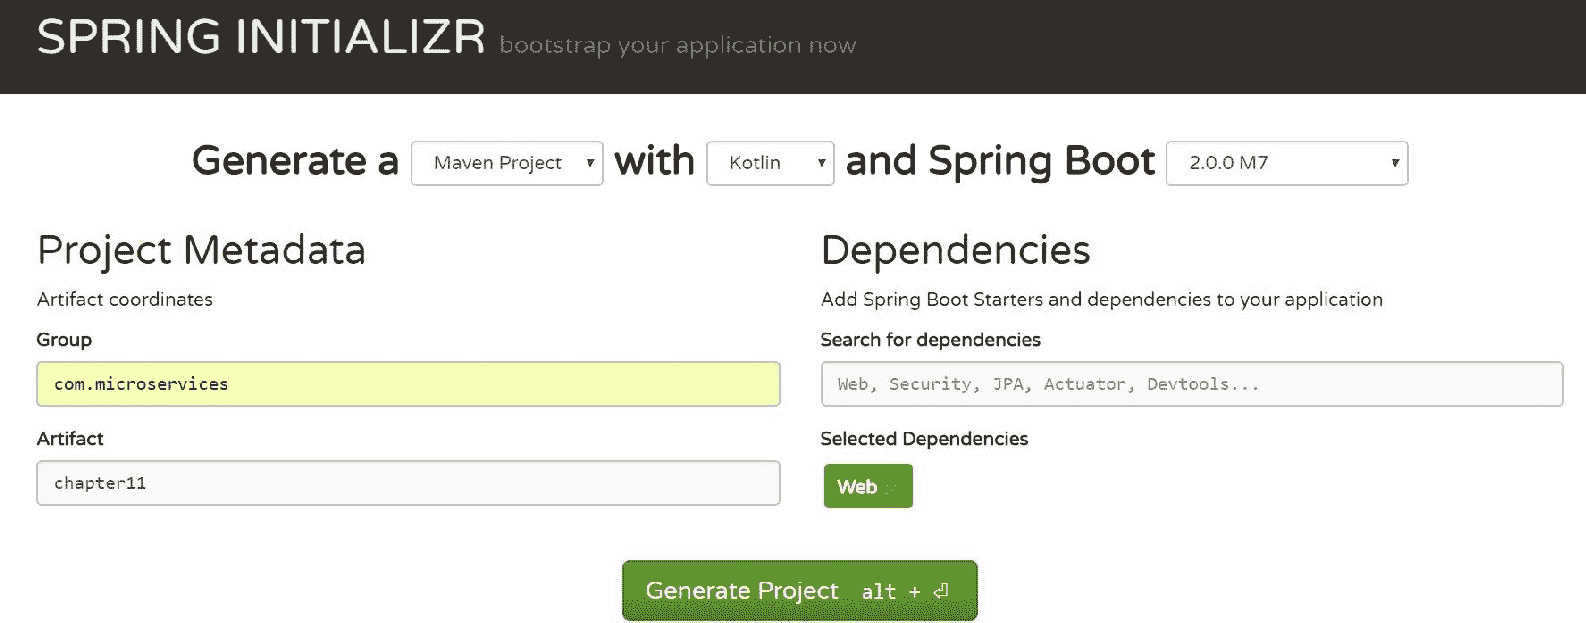 SPRING INITIALIZR bootstrap your application now
Generate a Maven Project with Kotlin and Spring Boot 2.0.0 M7
Project Metadata
Artifact coordinates
Group
com.microservices
Artifact
chapter11
Dependencies
Add Spring Boot Starters and dependencies to your application
Search for dependencies
Web, Security, JPA, Actuator, Devtools...
Selected Dependencies
Web
Generate Project alt + ⏎